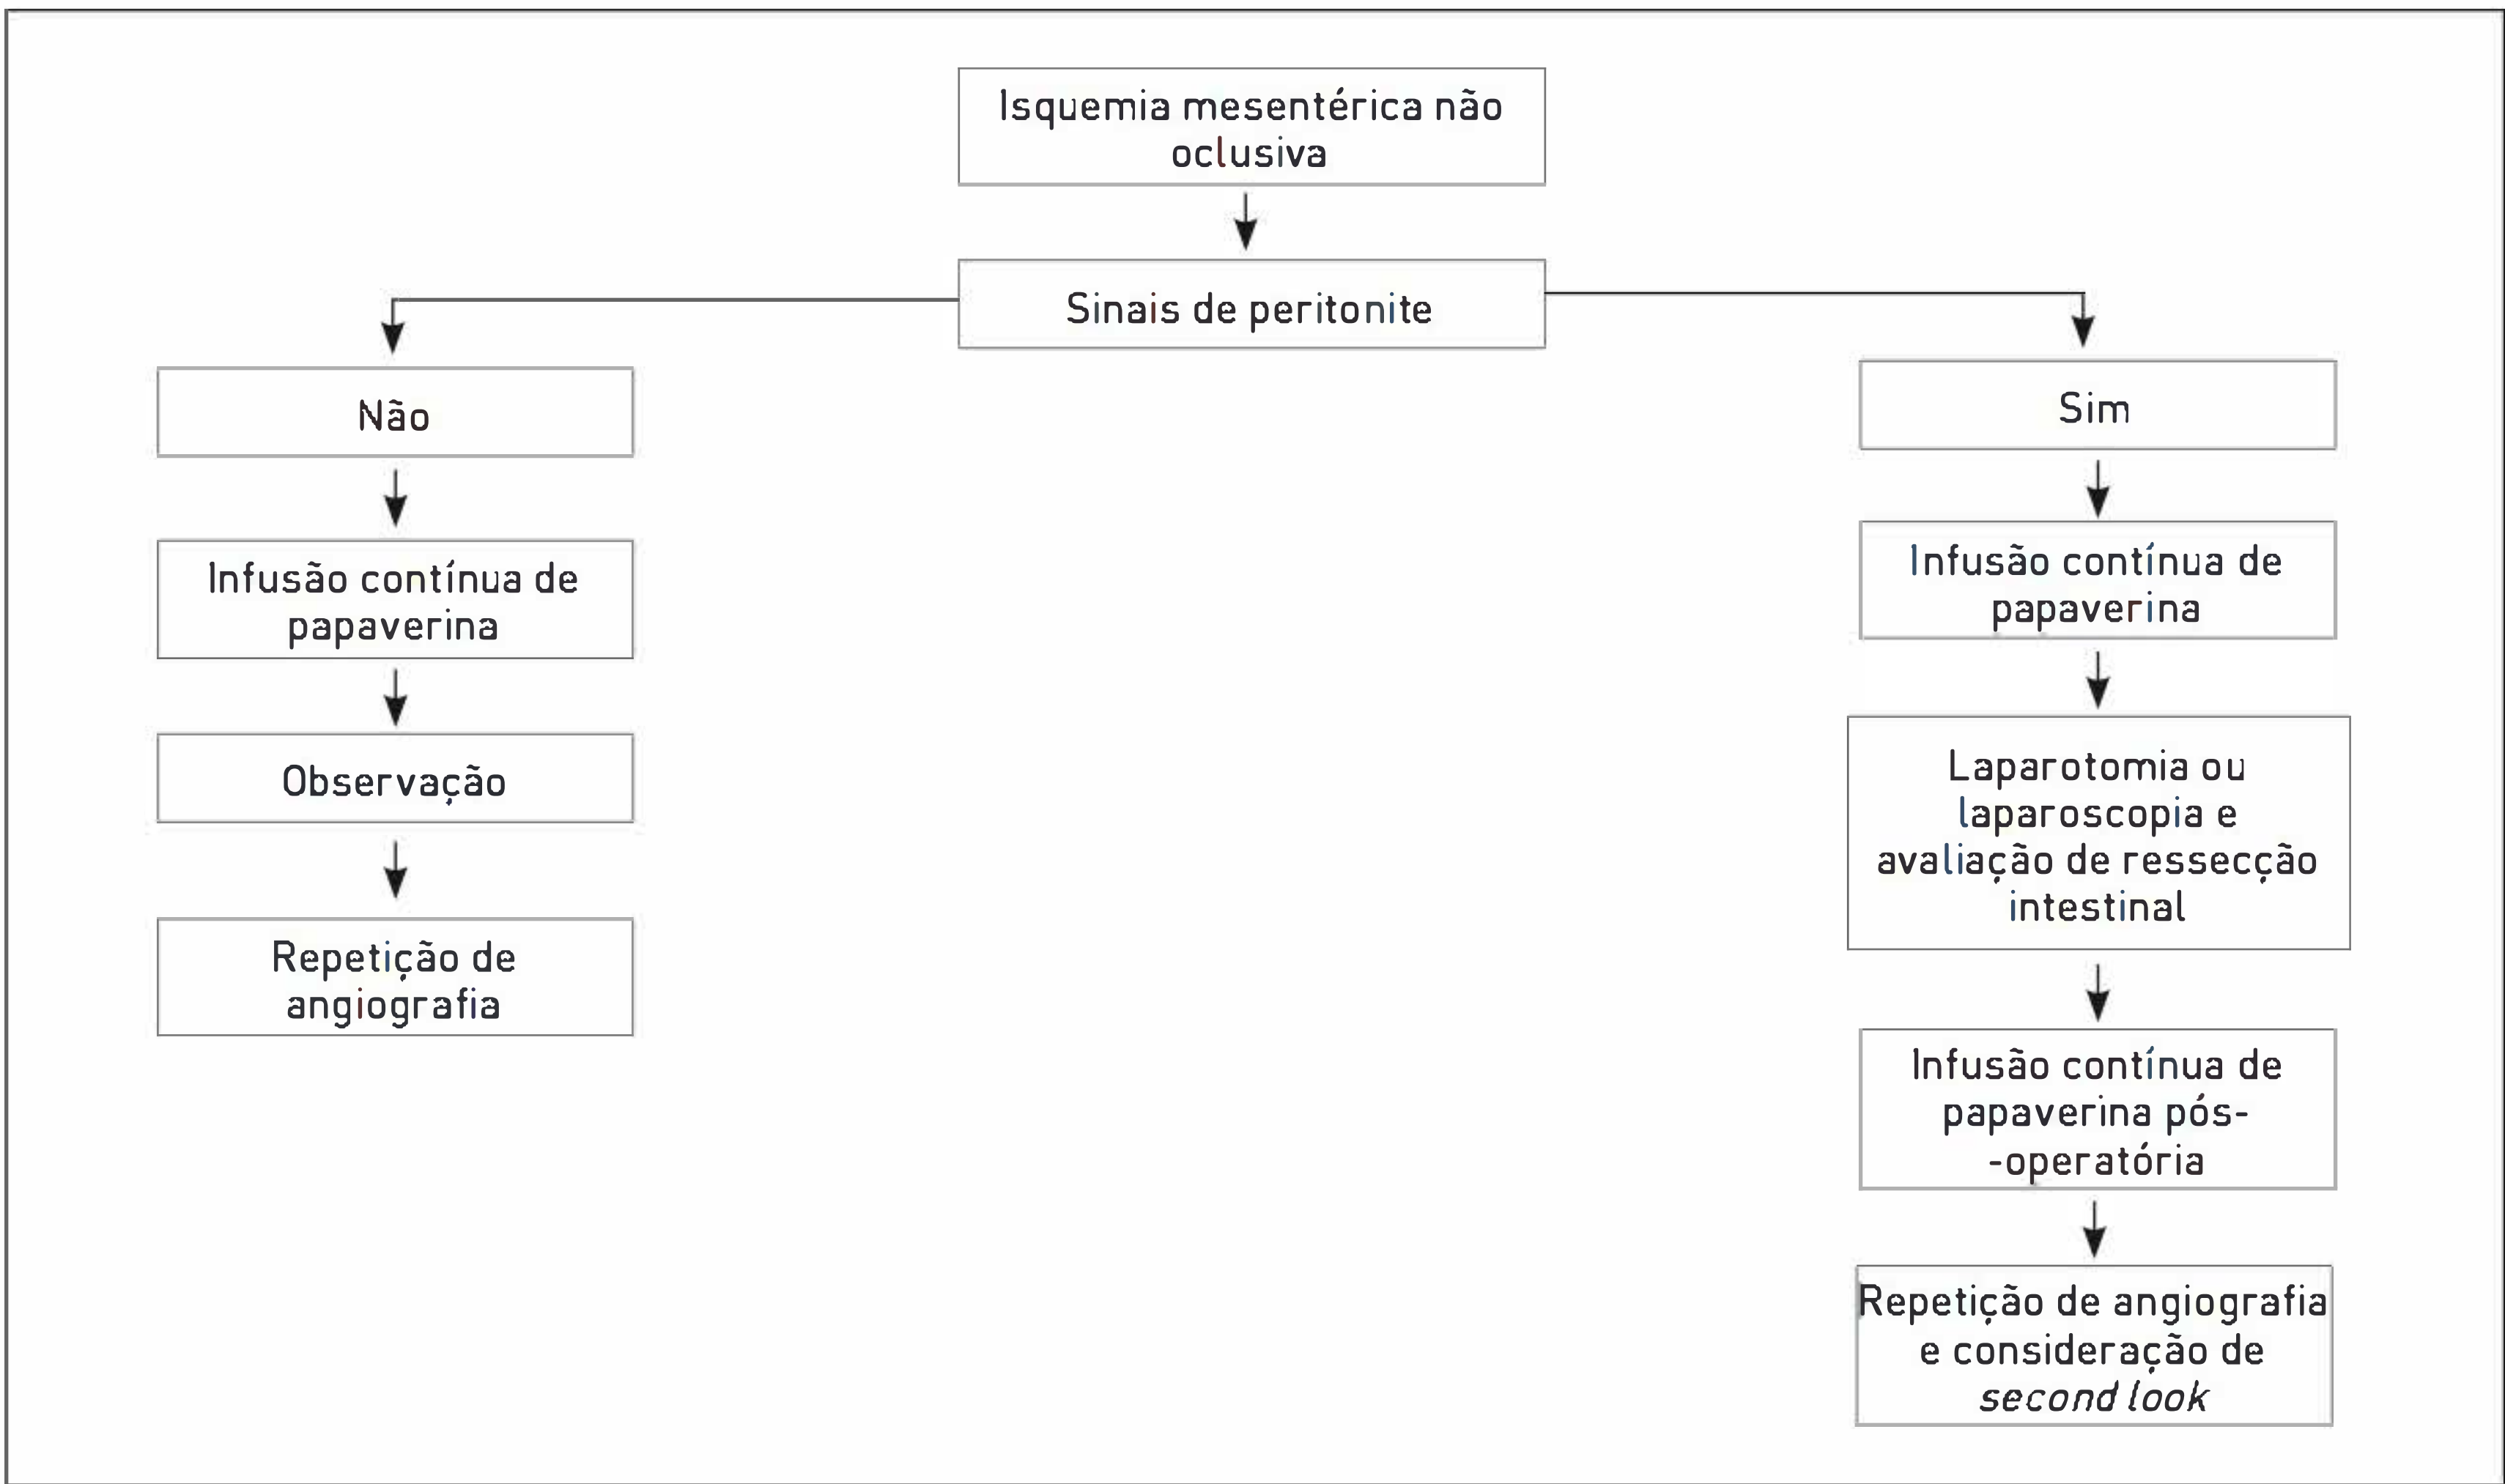 Isquemia mesentérica não
oclusiva
Sinais de peritonite
Não
Infusão contínua de
papaverina
Observação
Repetição de
angiografia
Sim
Infusão contínua de
papaverina
Laparotomia ou
laparoscopia e
avaliação de ressecção
intestinal
Infusão contínua de
papaverina pós-
-operatória
Repetição de angiografia
e consideração de
second look